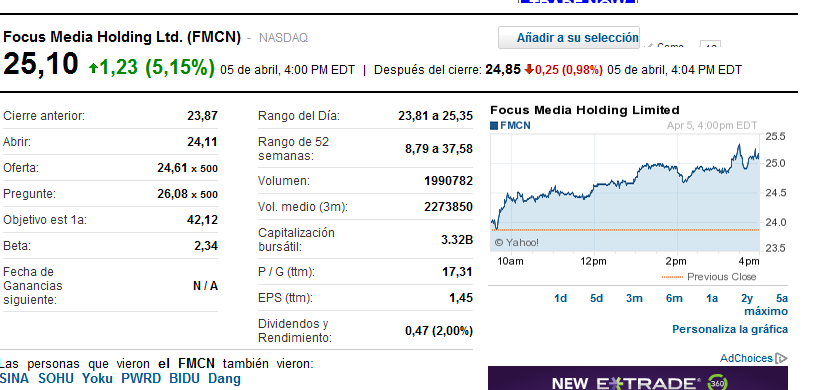 TRADE NOW
Focus Media Holding Ltd. (FMCN) - NASDAQ
Añadir a su selección
25,10 1,23 (5,15%) 05 de abril, 4:00 PM EDT | Después del cierre: 24,85 0,25 (0,98%) 05 de abril, 4:04 PM EDT
Cierre anterior: 23,87
Abrir: 24,11
Oferta: 24,61 x 500
Pregunte: 26,08 x 500
Objetivo est 1a: 42,12
Beta: 2,34
Fecha de
Ganancias
siguiente: N / A
Rango del Día: 23,81 a 25,35
Rango de 52
semanas: 8,79 a 37,58
Volumen: 1990782
Vol. medio (3m): 2273850
Capitalización
bursátil: 3.32B
P / G (ttm): 17,31
EPS (ttm): 1,45
Dividendos y
Rendimiento: 0,47 (2,00%)
Focus Media Holding Limited
FMCN Apr 5, 4:00pm EDT
25.5
25.0
24.5
24.0
23.5
© Yahoo!
10am 12pm 2pm 4pm
Previous Close
1d 5d 3m 6m 1a 2y 5a
máximo
Personaliza la gráfica
AdChoices
NEW E*TRADE 360
Las personas que vieron el FMCN también vieron:
SINA SOHU Yoku PWRD BIDU Dang